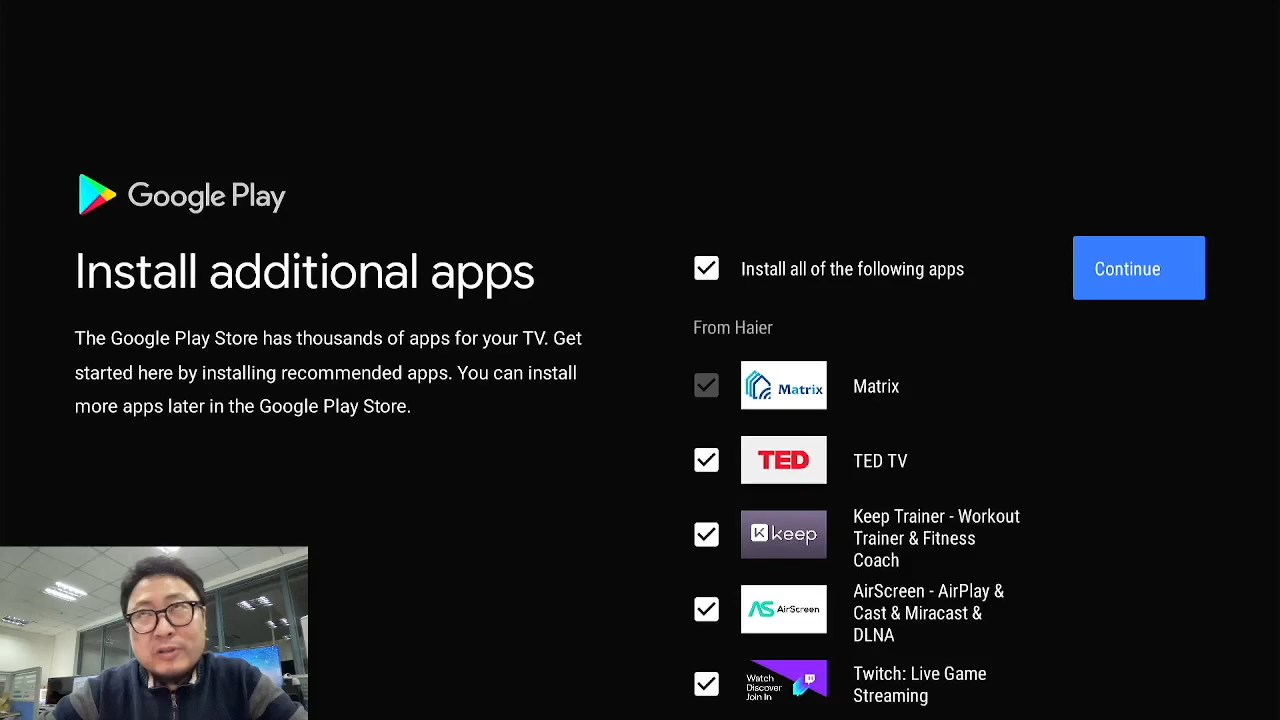 Google Play
Install additional apps
The Google Play Store has thousands of apps for your TV. Get
started here by installing recommended apps. You can install
more apps later in the Google Play Store.
Install all of the following apps
Continue
From Haier
Matrix
Matrix
TED
TED TV
keep
Keep Trainer - Workout
Trainer & Fitness
Coach
AS AirScreen
AirScreen - AirPlay &
Cast & Miracast &
DLNA
Watch
Discover
Join In
Twitch: Live Game
Streaming